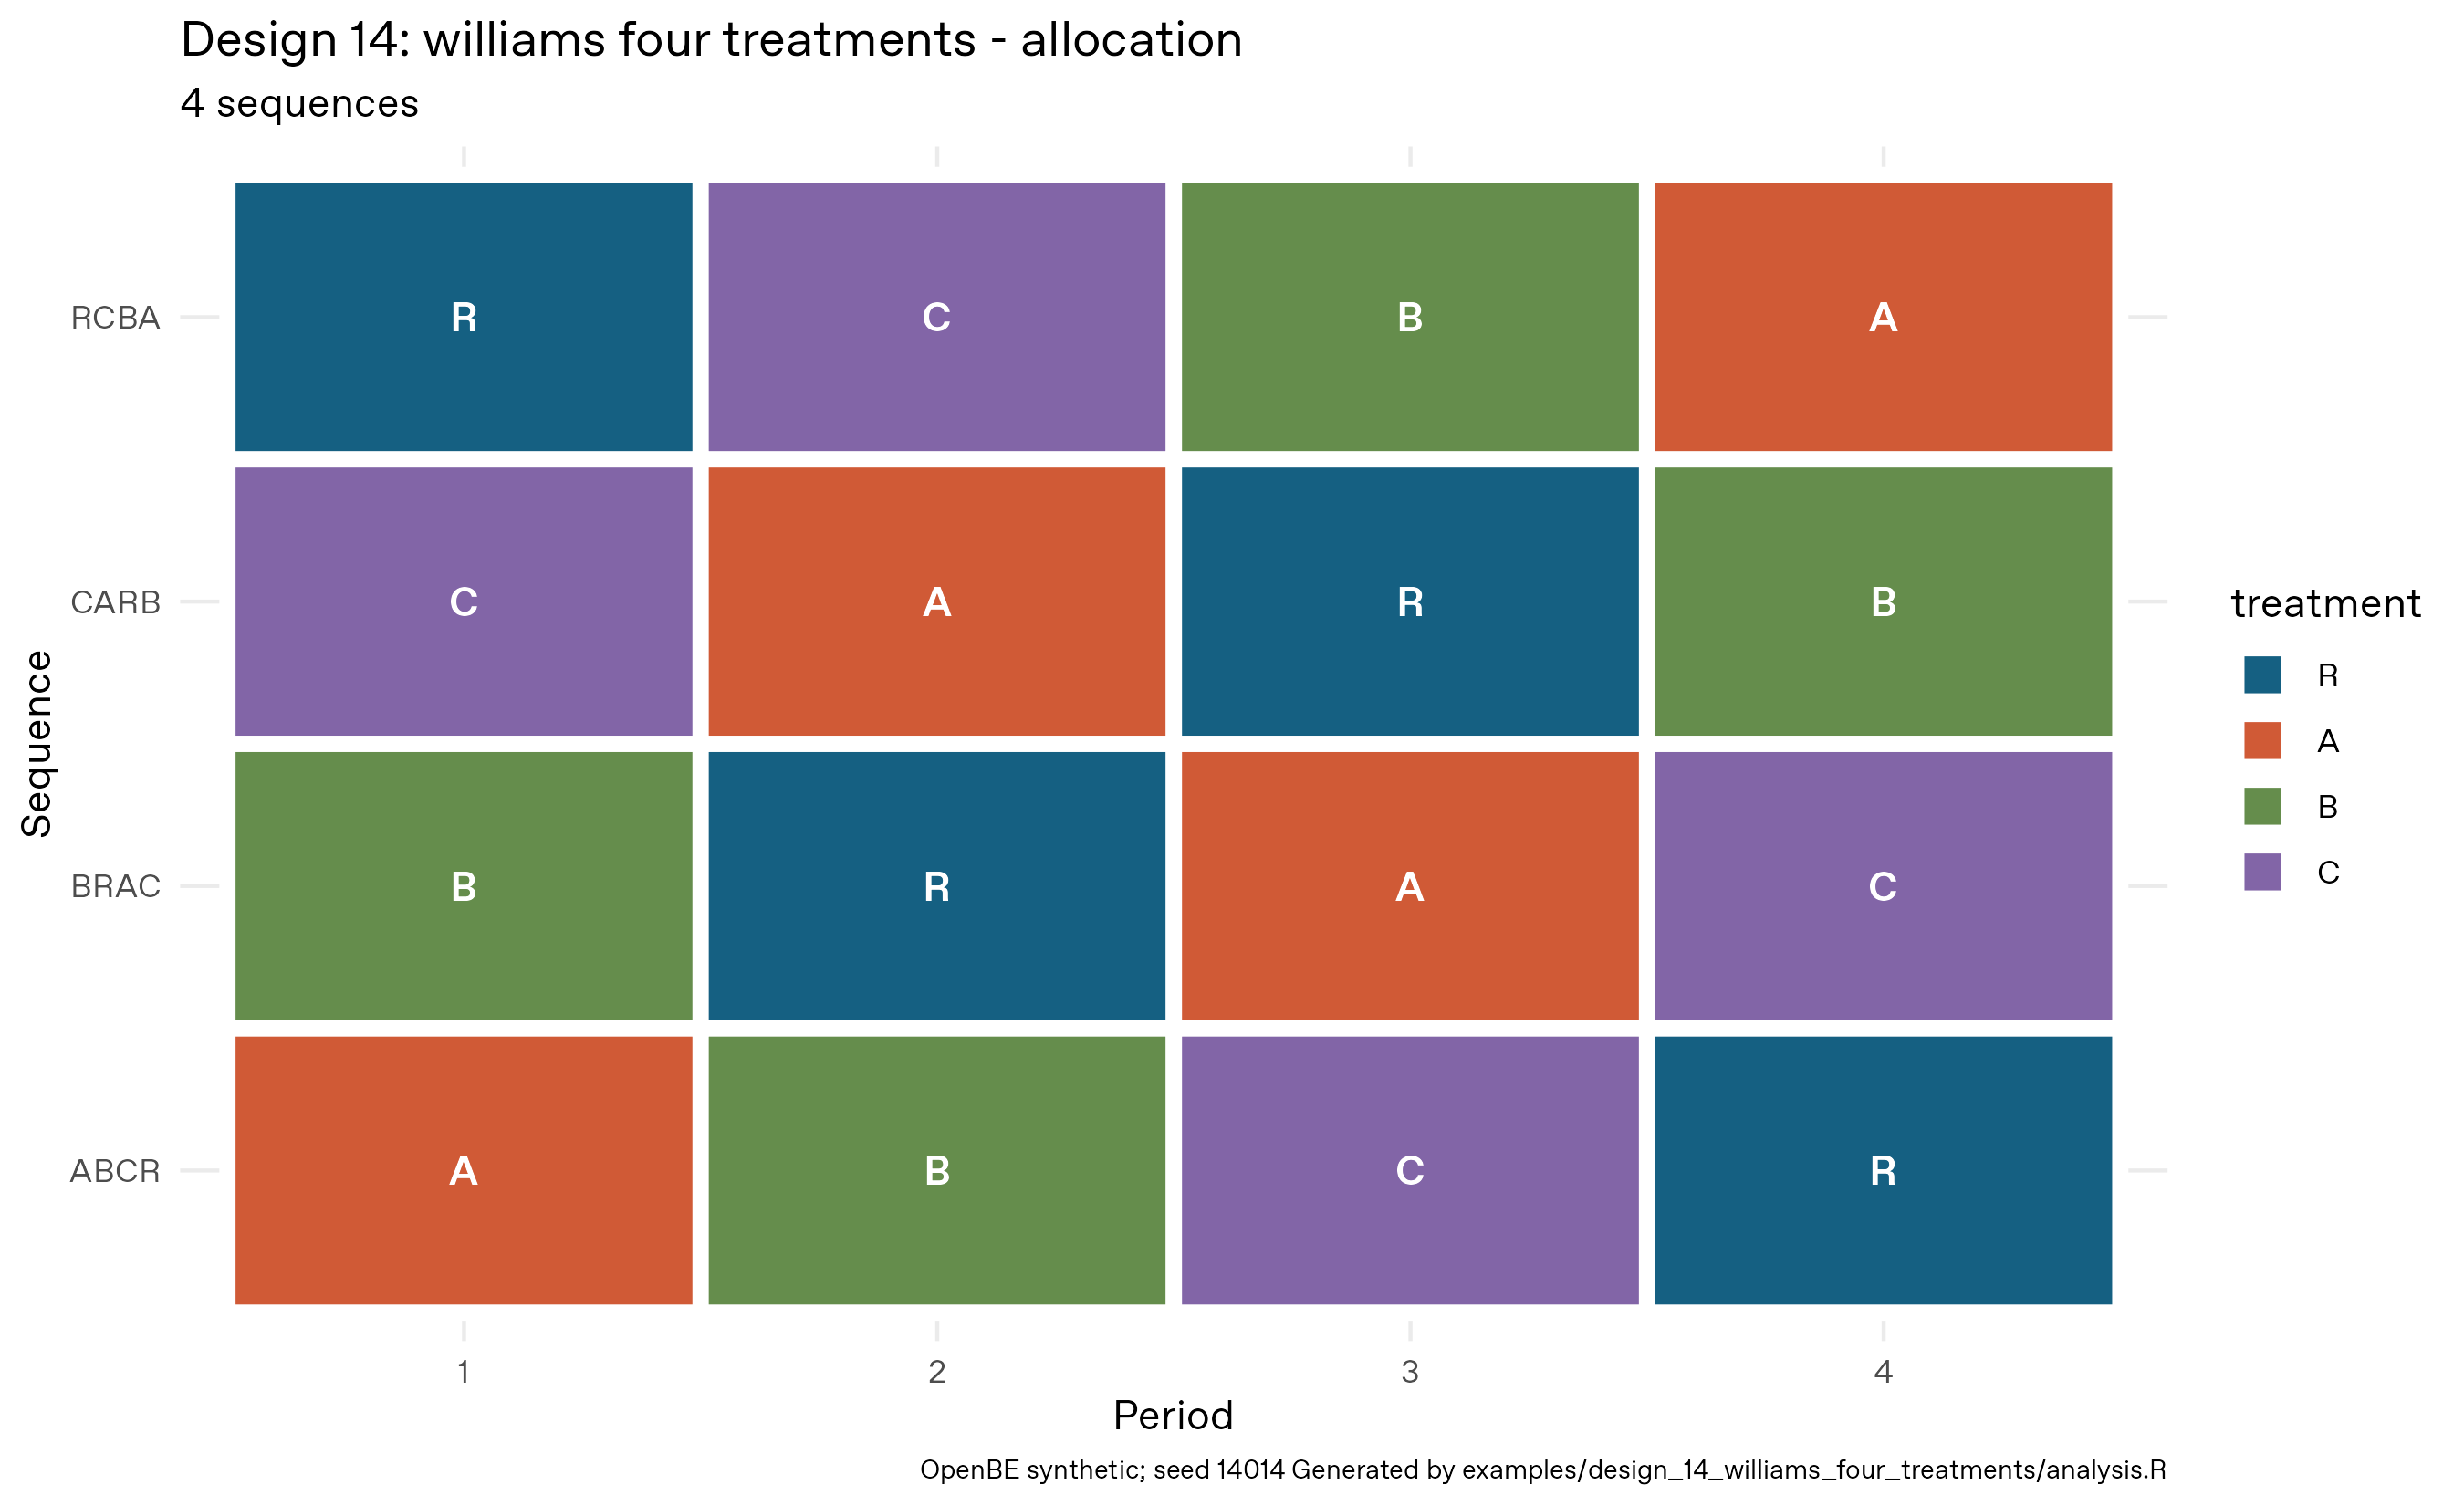 Design 14: williams four treatments - allocation
4 sequences
RCBA
R
C
B
A
CARB
C
A
R
B
BRAC
B
R
A
C
ABCR
A
B
C
R
Sequence
1
2
3
4
Period
treatment
R
A
B
C
OpenBE synthetic; seed 14014 Generated by examples/design_14_williams_four_treatments/analysis.R